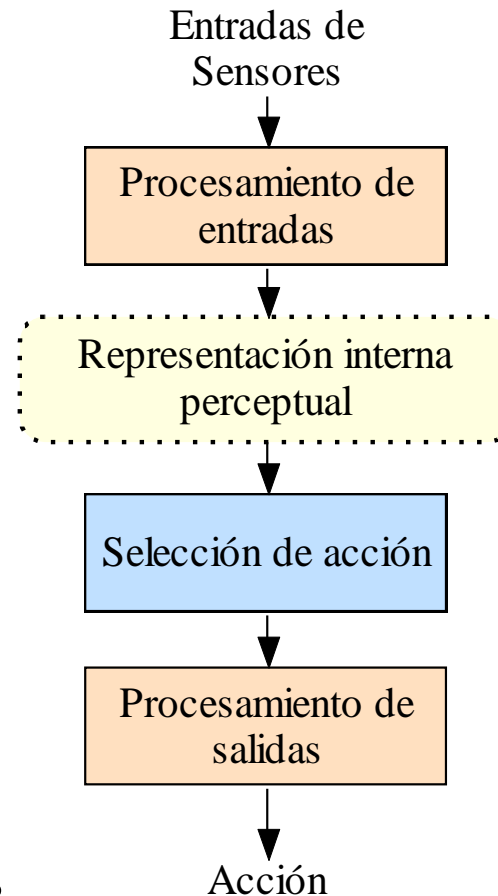 Entradas de
Sensores
Procesamiento de
entradas
Representación interna
perceptual
Selección de acción
Procesamiento de
salidas
Acción